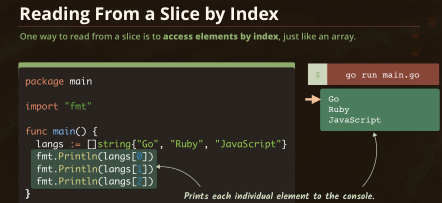 Reading From a Slice by Index
One way to read from a slice is to access elements by index, just like an array.
package main
import "fmt"
func main() {
langs := []string{"Go", "Ruby", "JavaScript"}
fmt.Println(langs[0])
fmt.Println(langs[1])
fmt.Println(langs[2])
}
$ go run main.go
Go
Ruby
JavaScript
Prints each individual element to the console.